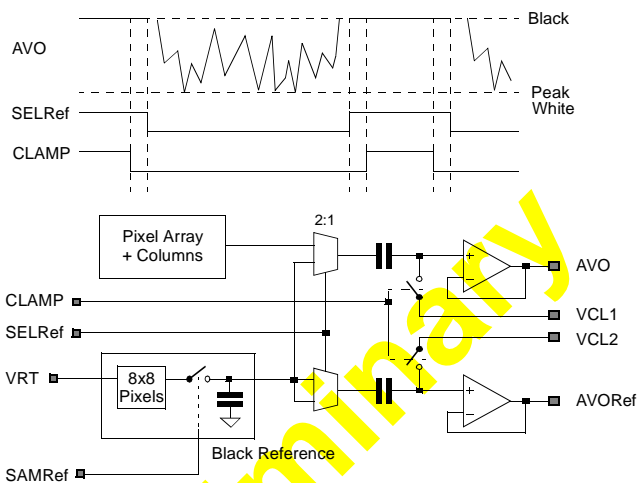 Black
AVO
Peak
White
SELRef
CLAMP
2:1
Pixel Array
+ Columns
+
−
AVO
CLAMP
VCL1
SELRef
VCL2
VRT
8x8
Pixels
+
−
AVORef
Black Reference
SAMRef
iminary